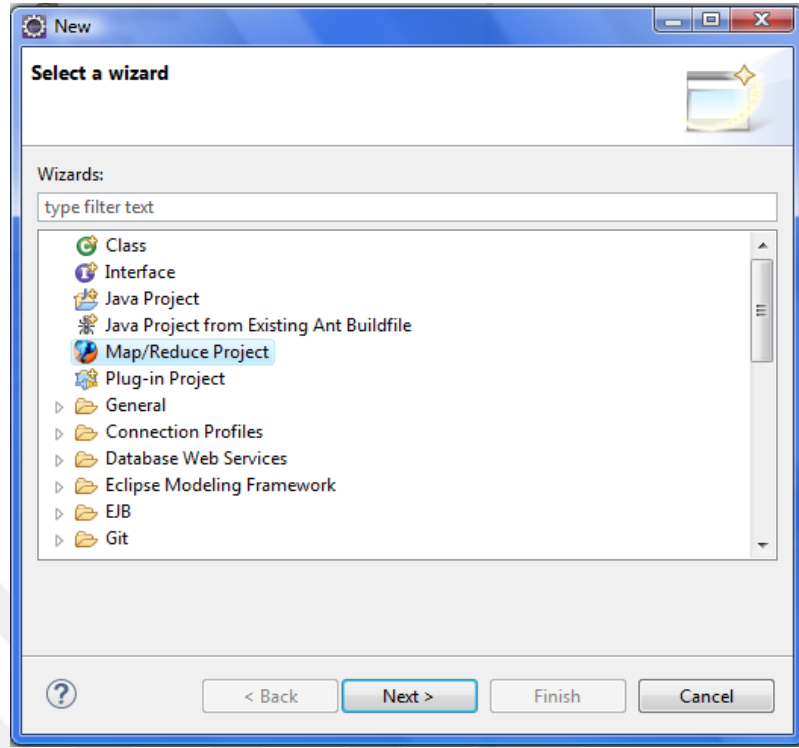 New
Select a wizard
Wizards:
type filter text
Class
Interface
Java Project
Java Project from Existing Ant Buildfile
Map/Reduce Project
Plug-in Project
General
Connection Profiles
Database Web Services
Eclipse Modeling Framework
EJB
Git
? < Back Next > Finish Cancel